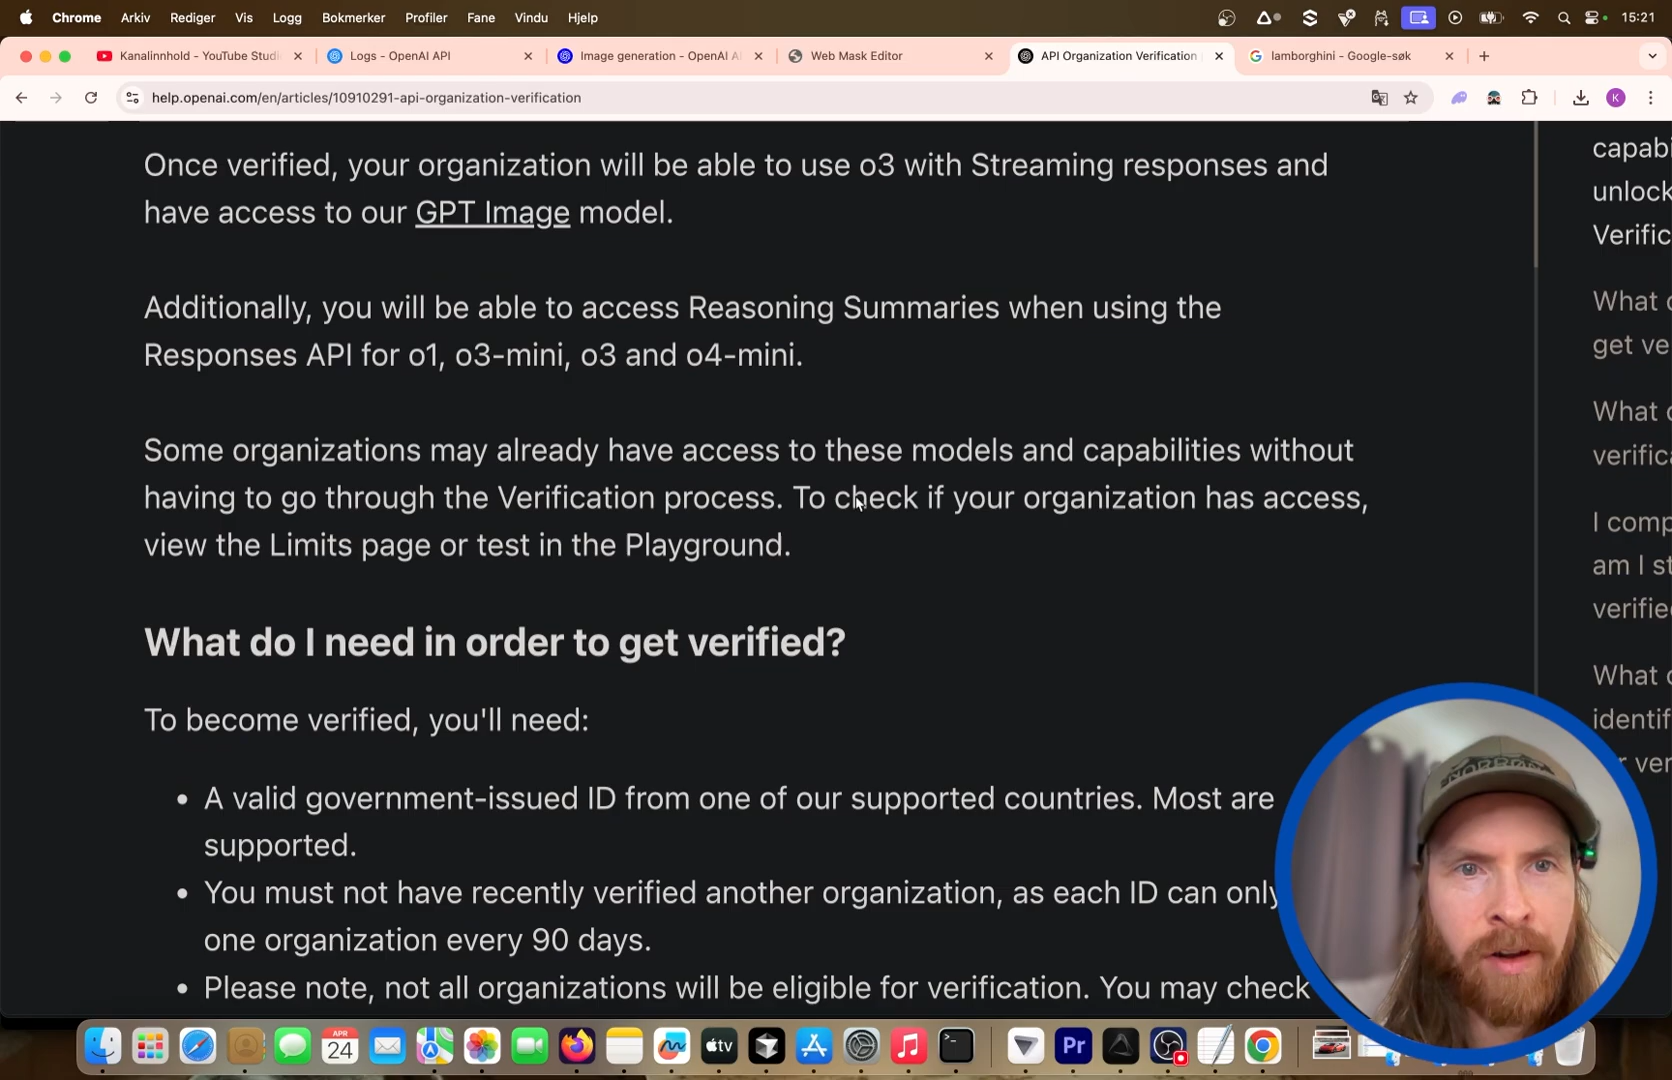 Chrome Arkiv Rediger Vis Logg Bokmerker Profiler Fane Vindu Hjelp 15:21
Kanalinnhold - YouTube Studi
Logs - OpenAI API
Image generation - OpenAI A
Web Mask Editor
API Organization Verification
lamborghini - Google-søk
help.openai.com/en/articles/10910291-api-organization-verification
K
Once verified, your organization will be able to use o3 with Streaming responses and
have access to our GPT Image model.
Additionally, you will be able to access Reasoning Summaries when using the
Responses API for o1, o3-mini, o3 and o4-mini.
Some organizations may already have access to these models and capabilities without
having to go through the Verification process. To check if your organization has access,
view the Limits page or test in the Playground.
What do I need in order to get verified?
To become verified, you'll need:
• A valid government-issued ID from one of our supported countries. Most are
supported.
• You must not have recently verified another organization, as each ID can only
one organization every 90 days.
• Please note, not all organizations will be eligible for verification. You may check
capabi
unlock
Verific
What
get ve
What
verifica
I comp
am I st
verified
What
identif
ver
NORRØNA
APR
24
tv
Pr